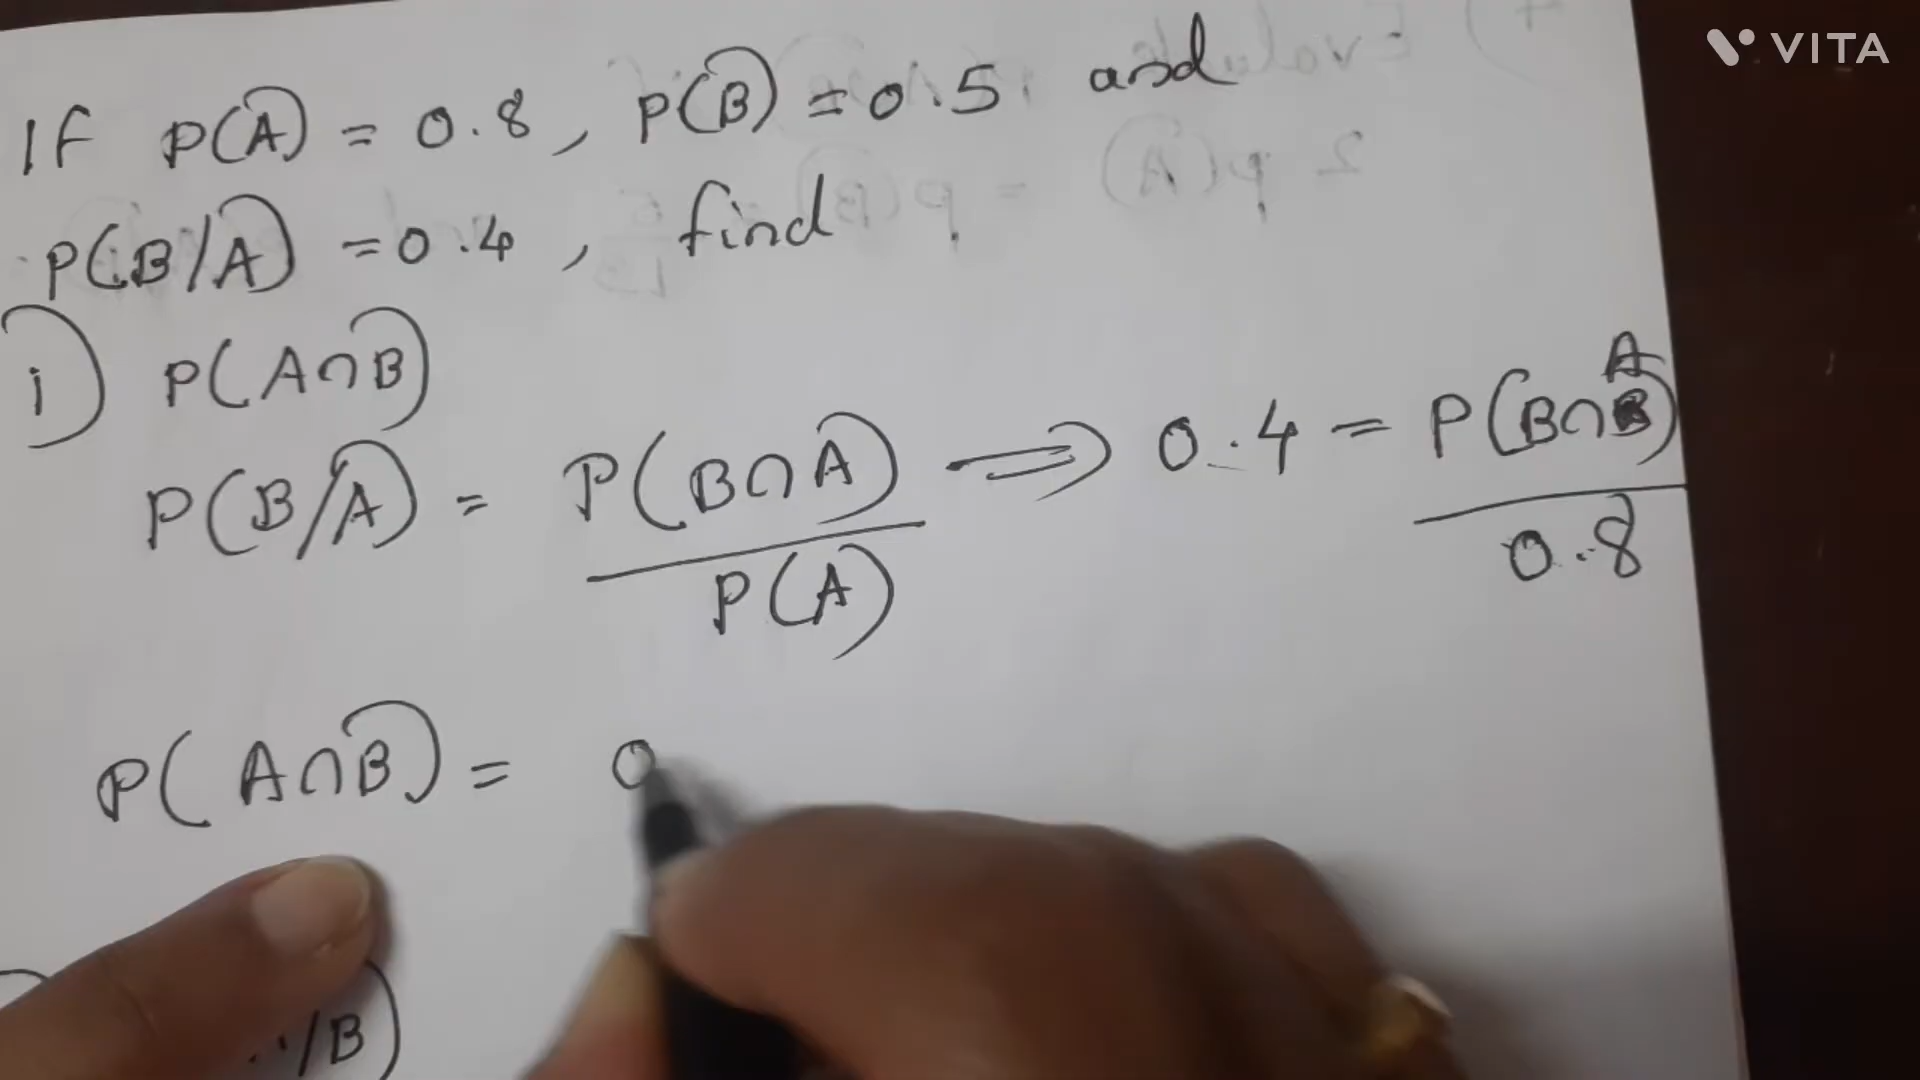 VITA
If P(A) = 0.8, P(B) = 0.5 and
P(B/A) = 0.4, find
i) P(A∩B)
P(B/A) = P(B∩A) / P(A) ⟹ 0.4 = P(B∩A) / 0.8
P(A∩B) = 0
/B)